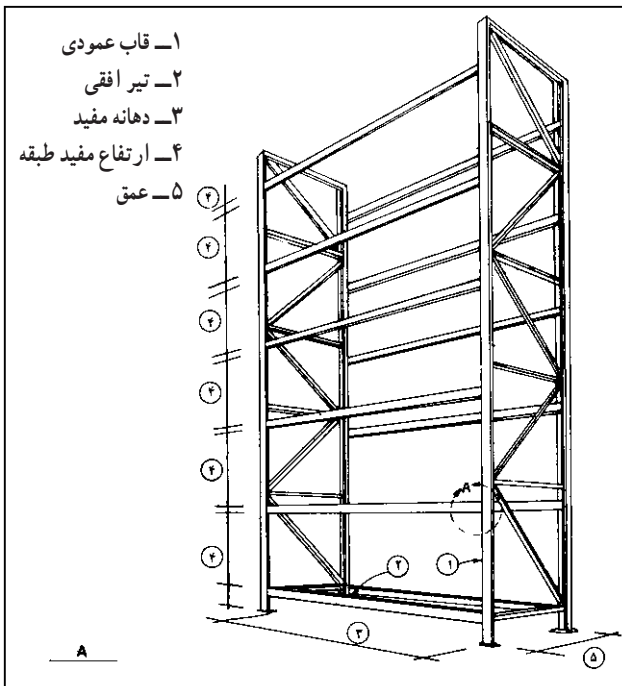 ۱ــ قاب عمودی
۲ــ تیر افقی
۳ــ دهانه مفید
۴ــ ارتفاع مفید طبقه
۵ــ عمق
۴
۴
۴
۴
۴
۴
A
۱
۲
۳
۵
A